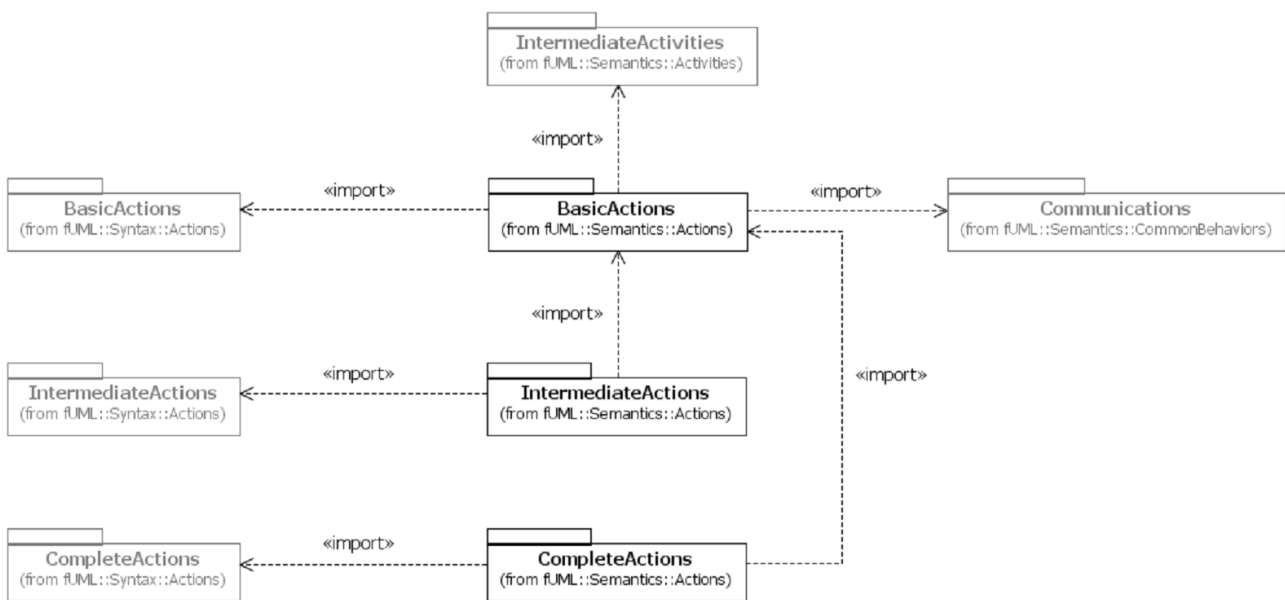 IntermediateActivities
(from fUML::Semantics::Activities)
«import»
«import»
«import»
BasicActions
(from fUML::Syntax::Actions)
BasicActions
(from fUML::Semantics::Actions)
Communications
(from fUML::Semantics::CommonBehaviors)
«import»
«import»
«import»
IntermediateActions
(from fUML::Syntax::Actions)
IntermediateActions
(from fUML::Semantics::Actions)
«import»
CompleteActions
(from fUML::Syntax::Actions)
CompleteActions
(from fUML::Semantics::Actions)